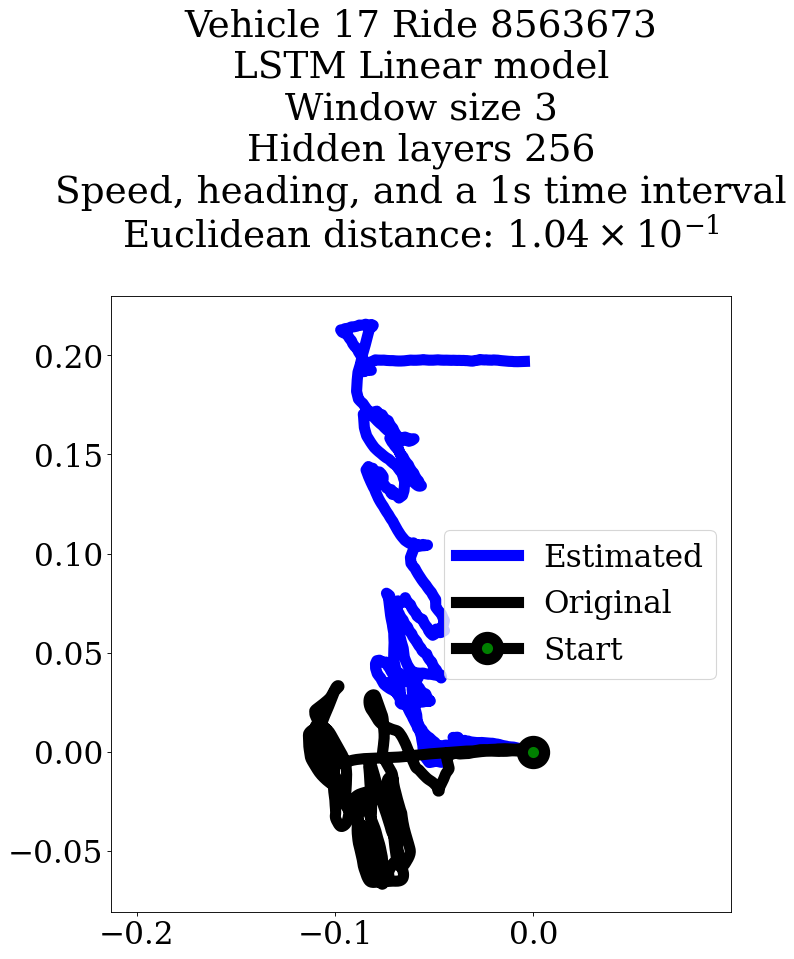 Vehicle 17 Ride 8563673
LSTM Linear model
Window size 3
Hidden layers 256
Speed, heading, and a 1s time interval
Euclidean distance: 1.04 × 10⁻¹
0.20
0.15
0.10
0.05
0.00
−0.05
Estimated
Original
Start
−0.2
−0.1
0.0